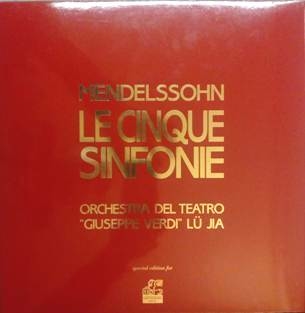 MENDELSSOHN
LE CINQUE
SINFONIE
ORCHESTRA DEL TEATRO
"GIUSEPPE VERDI" LÜ JIA
special edition for